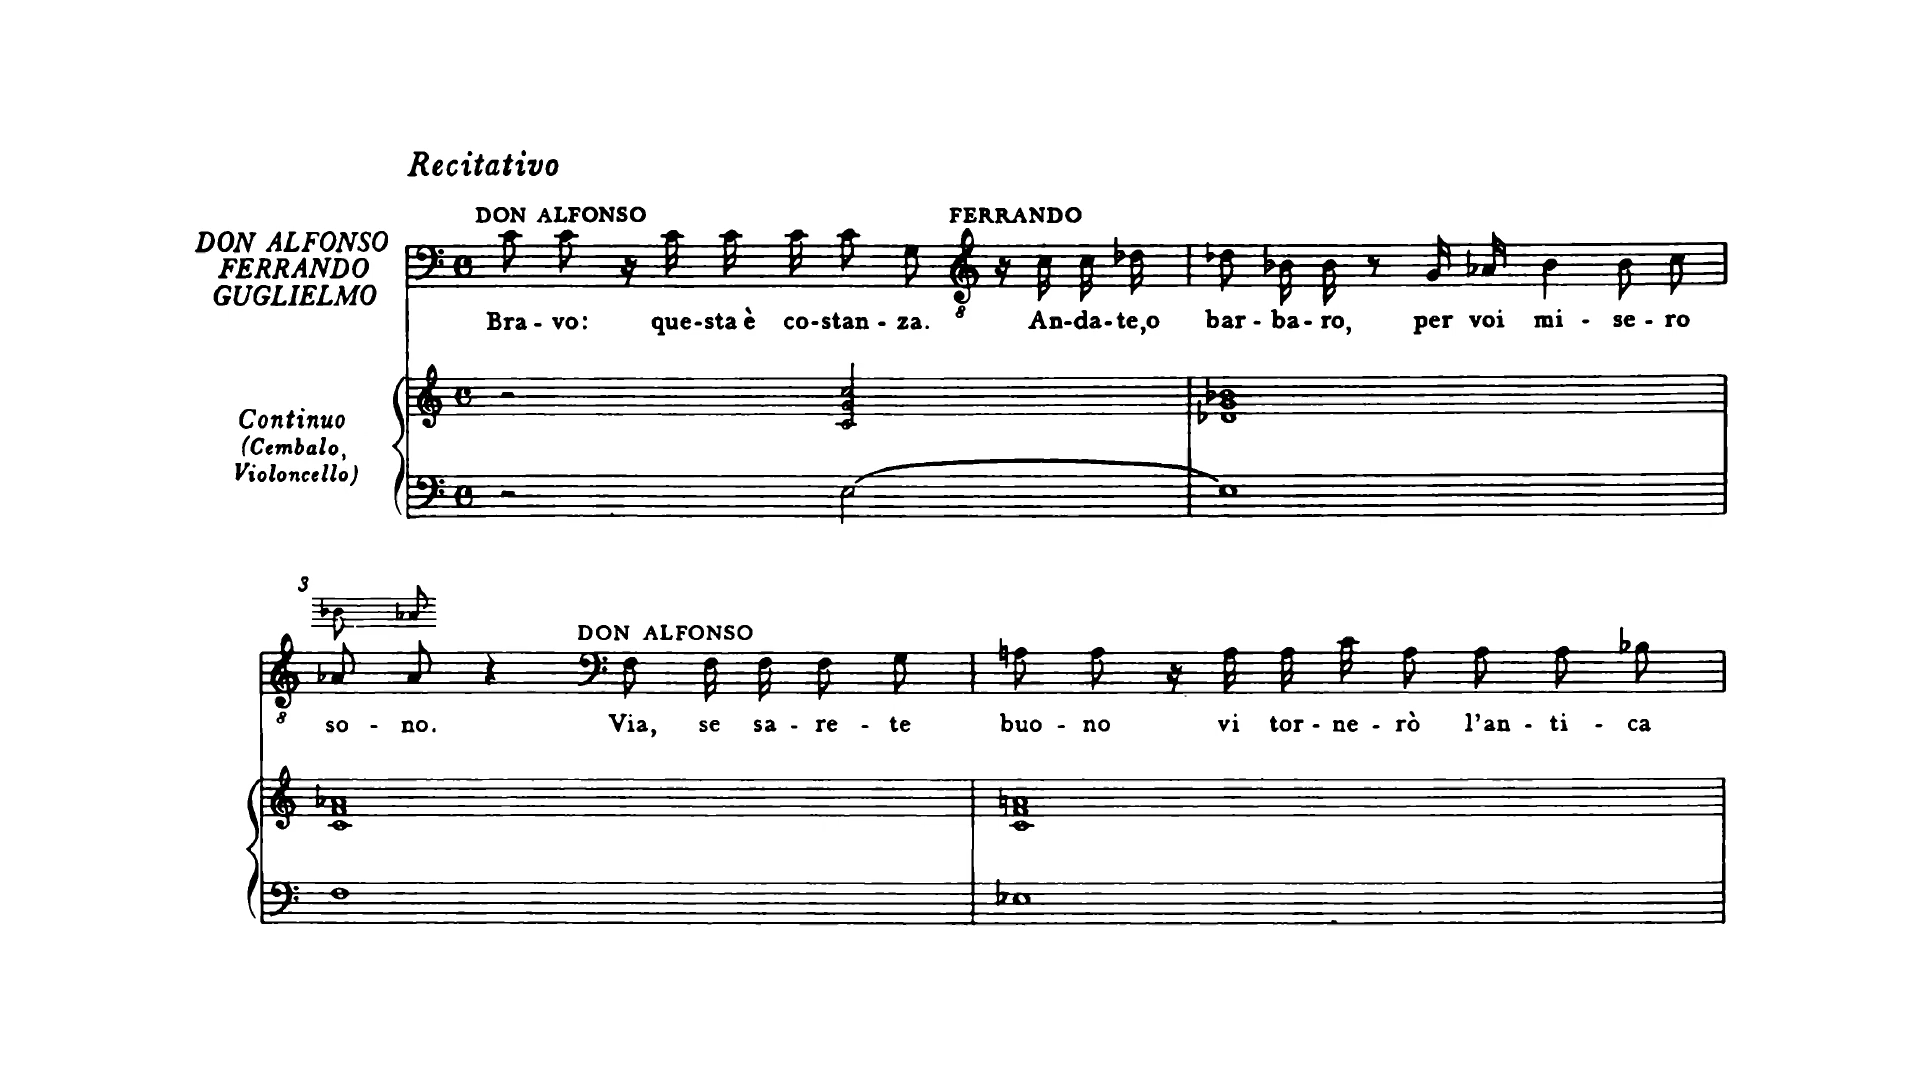 Recitativo
DON ALFONSO FERRANDO
DON ALFONSO
FERRANDO
GUGLIELMO
8
Bra - vo: que-sta è co-stan - za. An-da-te,o bar - ba - ro, per voi mi - se - ro
Continuo
(Cembalo,
Violoncello)
3
DON ALFONSO
8
so - no. Via, se sa - re - te buo - no vi tor - ne - rò l'an - ti - ca